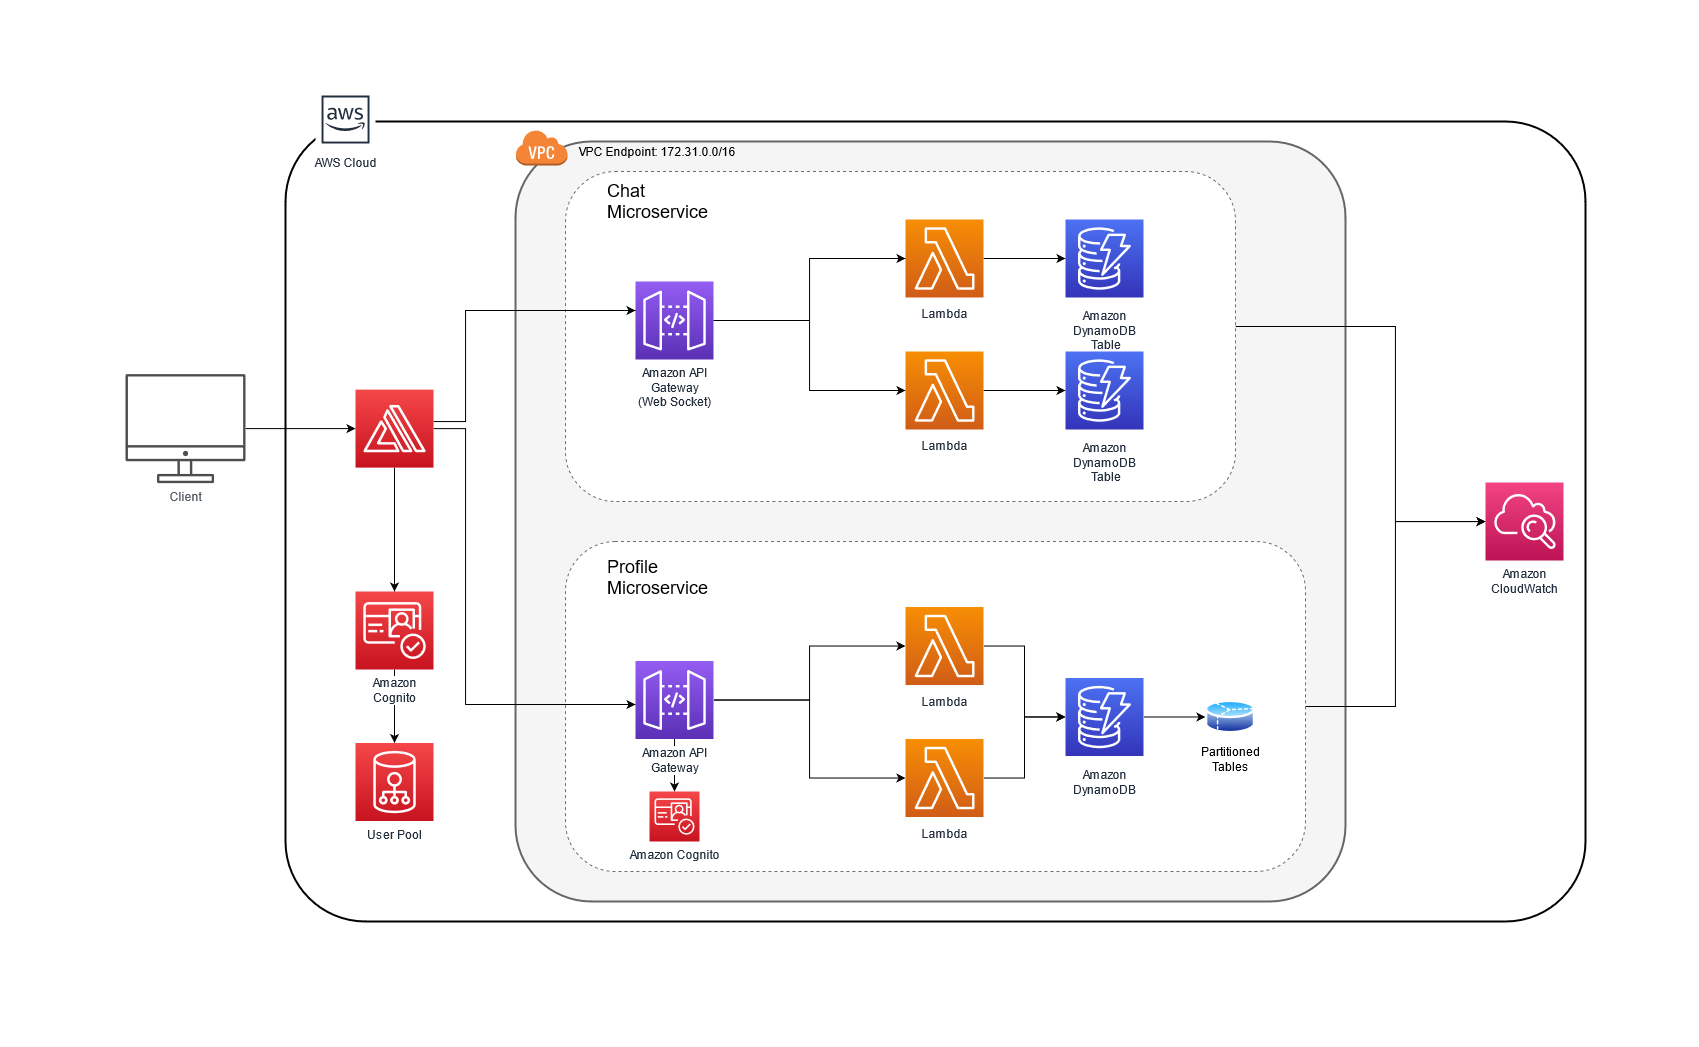 aws
AWS Cloud
VPC
VPC Endpoint: 172.31.0.0/16
Chat
Microservice
Amazon API
Gateway
(Web Socket)
Lambda
Amazon
DynamoDB
Table
Lambda
Amazon
DynamoDB
Table
Client
Amazon
Cognito
User Pool
Profile
Microservice
Amazon API
Gateway
Amazon Cognito
Lambda
Lambda
Amazon
DynamoDB
Partitioned
Tables
Amazon
CloudWatch